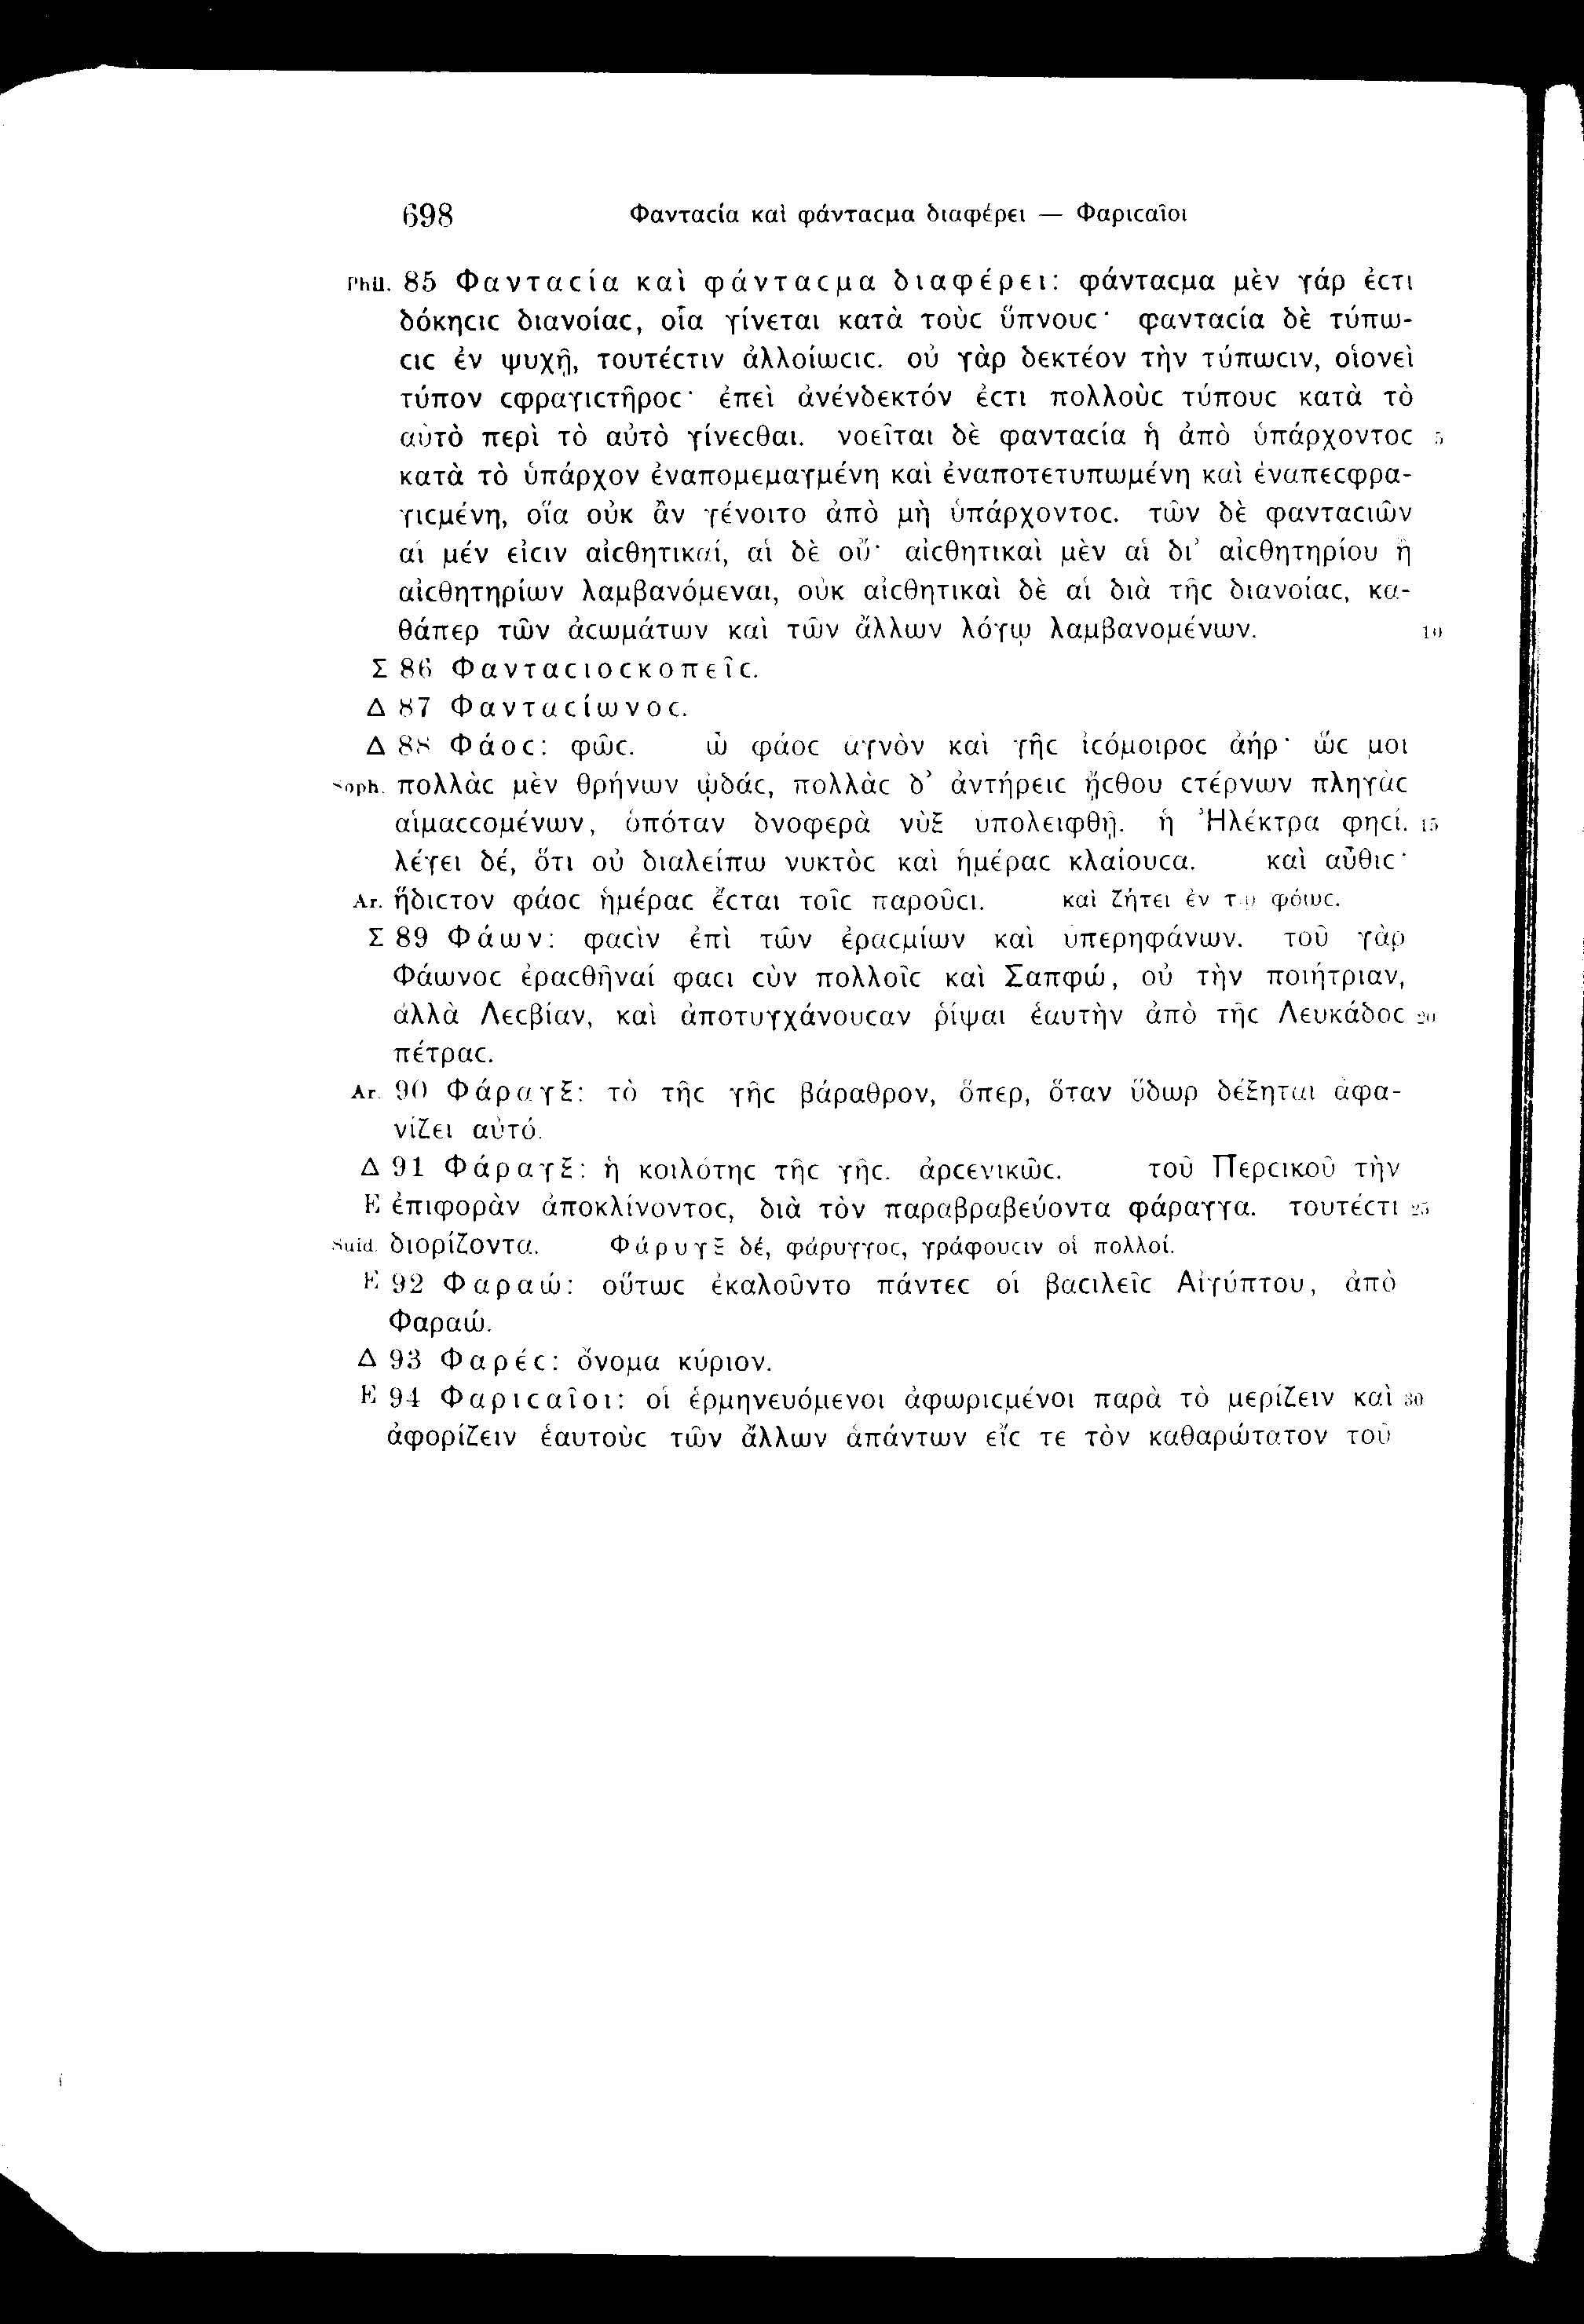 698 Φαντασία καὶ φάντασμα διαφέρει — Φαρισαῖοι
Phil. 85 Φανταϲία καὶ φάνταϲμα διαφέρει: φάνταϲμα μὲν γάρ ἐϲτι
δόκηϲιϲ διανοίαϲ, οἷα γίνεται κατὰ τοὺϲ ὕπνουϲ· φανταϲία δὲ τύπω-
ϲιϲ ἐν ψυχῇ, τουτέϲτιν ἀλλοίωϲιϲ. οὐ γὰρ δεκτέον τὴν τύπωϲιν, οἱονεὶ
τύπον ϲφραγιϲτῆροϲ· ἐπεὶ ἀνένδεκτόν ἐϲτι πολλοὺϲ τύπουϲ κατὰ τὸ
αὐτὸ περὶ τὸ αὐτὸ γίνεϲθαι. νοεῖται δὲ φανταϲία ἡ ἀπὸ ὑπάρχοντοϲ 5
κατὰ τὸ ὑπάρχον ἐναπομεμαγμένη καὶ ἐναποτετυπωμένη καὶ ἐναπεϲφρα-
γιϲμένη, οἵα οὐκ ἂν γένοιτο ἀπὸ μὴ ὑπάρχοντοϲ. τῶν δὲ φανταϲιῶν
αἱ μέν εἰϲιν αἰϲθητικαί, αἱ δὲ οὔ· αἰϲθητικαὶ μὲν αἱ δι’ αἰϲθητηρίου ἢ
αἰϲθητηρίων λαμβανόμεναι, οὐκ αἰϲθητικαὶ δὲ αἱ διὰ τῆϲ διανοίαϲ, κα-
θάπερ τῶν ἀϲωμάτων καὶ τῶν ἄλλων λόγῳ λαμβανομένων. 10
Σ 86 Φανταϲιοϲκοπεῖϲ.
Δ 87 Φανταϲίωνοϲ.
Δ 88 Φάοϲ: φῶϲ. ὦ φάοϲ ἁγνὸν καὶ γῆϲ ἰϲόμοιροϲ ἀήρ· ὥϲ μοι
Soph. πολλὰϲ μὲν θρήνων ᾠδάϲ, πολλὰϲ δ’ ἀντήρειϲ ᾔϲθου ϲτέρνων πληγὰϲ
αἱμαϲϲομένων, ὁπόταν δνοφερὰ νὺξ ὑπολειφθῇ. ἡ Ἠλέκτρα φηϲί. 15
λέγει δέ, ὅτι οὐ διαλείπω νυκτὸϲ καὶ ἡμέραϲ κλαίουϲα. καὶ αὖθιϲ·
Ar. ἥδιϲτον φάοϲ ἡμέραϲ ἔϲται τοῖϲ παροῦϲι. καὶ ζήτει ἐν τῷ φόωϲ.
Σ 89 Φάων: φαϲὶν ἐπὶ τῶν ἐραϲμίων καὶ ὑπερηφάνων. τοῦ γὰρ
Φάωνοϲ ἐραϲθῆναί φαϲι ϲὺν πολλοῖϲ καὶ Σαπφώ, οὐ τὴν ποιήτριαν,
ἀλλὰ Λεϲβίαν, καὶ ἀποτυγχάνουϲαν ῥίψαι ἑαυτὴν ἀπὸ τῆϲ Λευκάδοϲ 20
πέτραϲ.
Ar. 90 Φάραγξ: τὸ τῆϲ γῆϲ βάραθρον, ὅπερ, ὅταν ὕδωρ δέξηται ἀφα-
νίζει αὐτό.
Δ 91 Φάραγξ: ἡ κοιλότηϲ τῆϲ γῆϲ. ἀρϲενικῶϲ. τοῦ Περϲικοῦ τὴν
E ἐπιφορὰν ἀποκλίνοντοϲ, διὰ τὸν παραβραβεύοντα φάραγγα. τουτέϲτι 25
Suid. διορίζοντα. Φάρυγξ δέ, φάρυγγοϲ, γράφουϲιν οἱ πολλοί.
E 92 Φαραώ: οὕτωϲ ἐκαλοῦντο πάντεϲ οἱ βαϲιλεῖϲ Αἰγύπτου, ἀπὸ
Φαραώ.
Δ 93 Φαρέϲ: ὄνομα κύριον.
E 94 Φαριϲαῖοι: οἱ ἑρμηνευόμενοι ἀφωριϲμένοι παρὰ τὸ μερίζειν καὶ 30
ἀφορίζειν ἑαυτοὺϲ τῶν ἄλλων ἁπάντων εἴϲ τε τὸν καθαρώτατον τοῦ